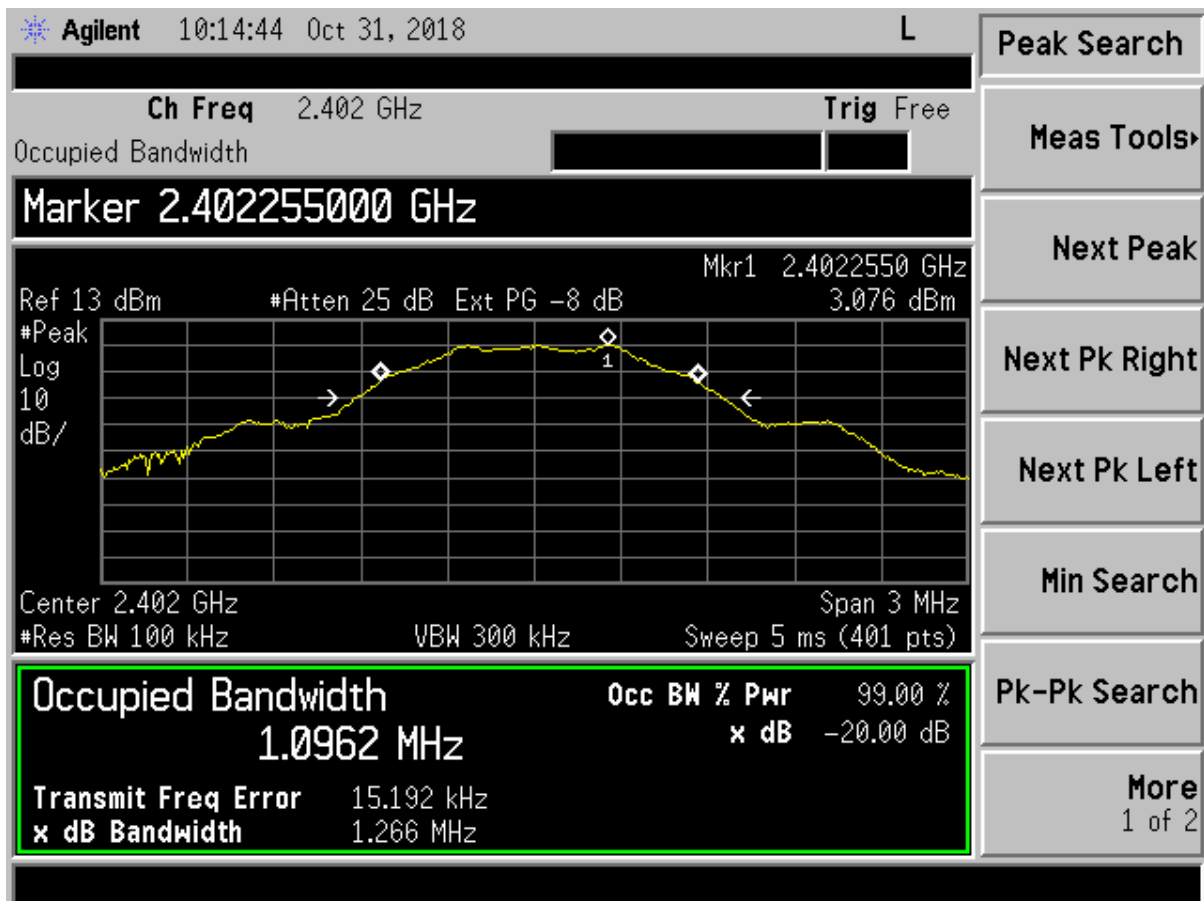 Agilent 10:14:44 Oct 31, 2018 L
Peak Search
Ch Freq 2.402 GHz Trig Free
Occupied Bandwidth
Meas Tools
Marker 2.402255000 GHz
Next Peak
Mkr1 2.4022550 GHz
Ref 13 dBm #Atten 25 dB Ext PG -8 dB 3.076 dBm
#Peak
Log
10
dB/
1
Next Pk Right
Next Pk Left
Min Search
Center 2.402 GHz Span 3 MHz
#Res BW 100 kHz VBW 300 kHz Sweep 5 ms (401 pts)
Occupied Bandwidth
1.0962 MHz
Occ BW % Pwr 99.00 %
x dB -20.00 dB
Transmit Freq Error 15.192 kHz
x dB Bandwidth 1.266 MHz
Pk-Pk Search
More
1 of 2